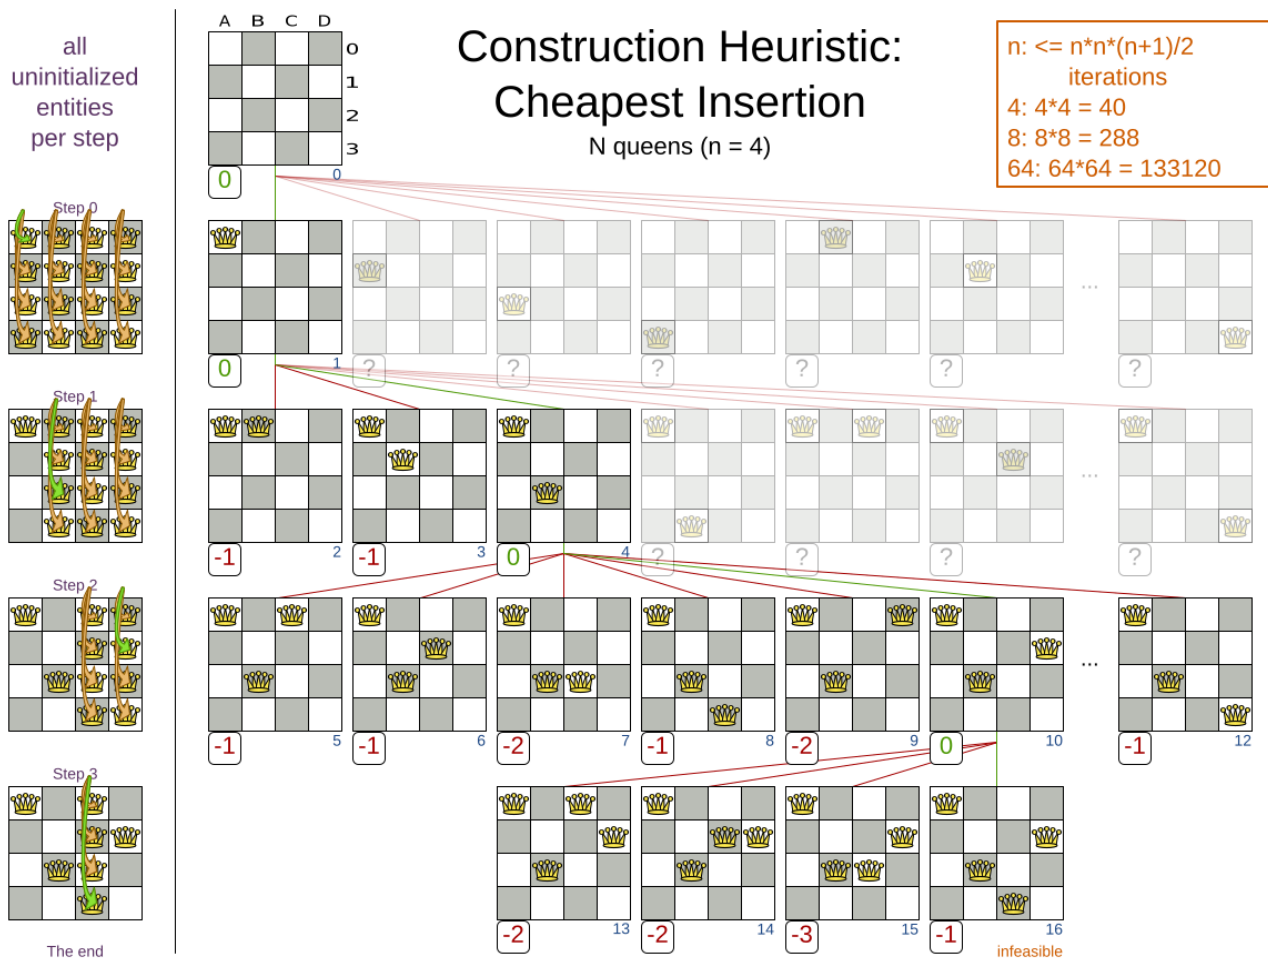 all
uninitialized
entities
per step
A B C D
0
1
2
3
0
0
Construction Heuristic:
Cheapest Insertion
N queens (n = 4)
n: <= n*n*(n+1)/2
iterations
4: 4*4 = 40
8: 8*8 = 288
64: 64*64 = 133120
Step 0
0
1
?
?
?
?
?
...
?
Step 1
-1
2
-1
3
0
4
?
?
?
...
?
Step 2
-1
5
-1
6
-2
7
-1
8
-2
9
0
10
...
-1
12
Step 3
-2
13
-2
14
-3
15
-1
16
The end
infeasible